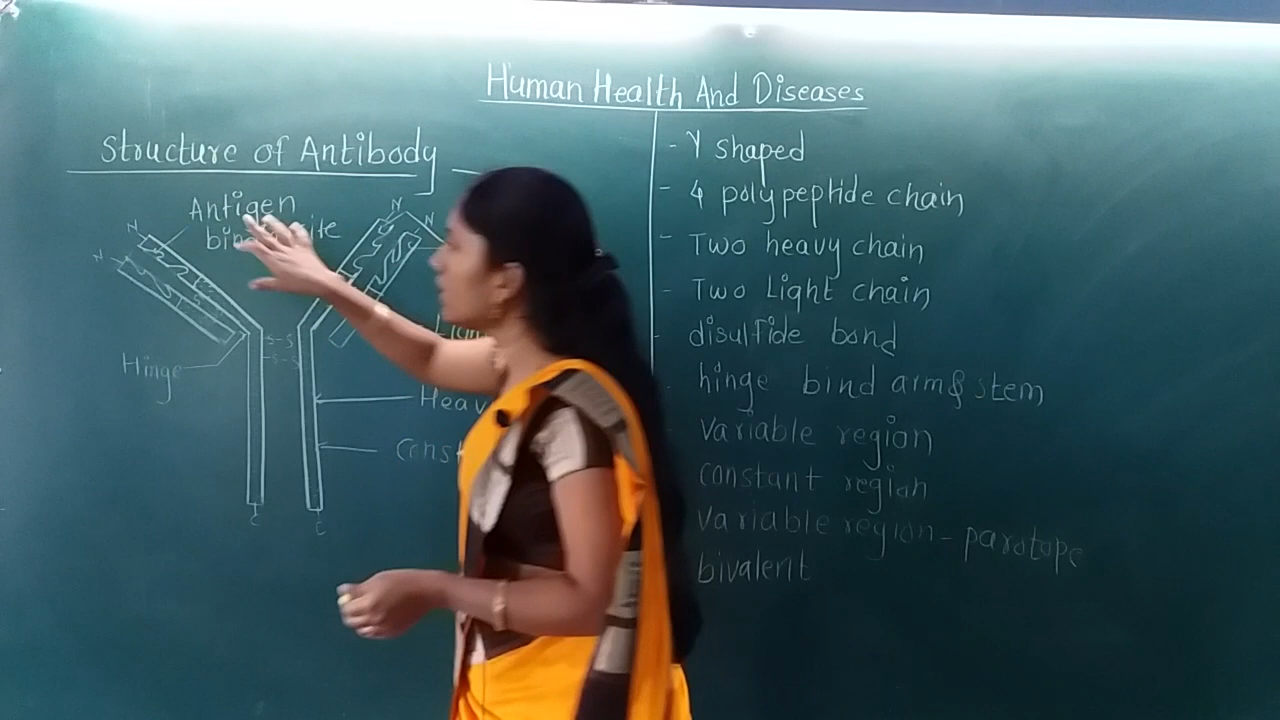 Human Health And Diseases
Structure of Antibody
Antigen
N
N
N
N
S-S
S-S
Hinge
C
C
- Y shaped
- 4 polypeptide chain
- Two heavy chain
- Two Light chain
- disulfide bond
- hinge bind arm & stem
variable region
constant region
variable region - paratope
bivalent